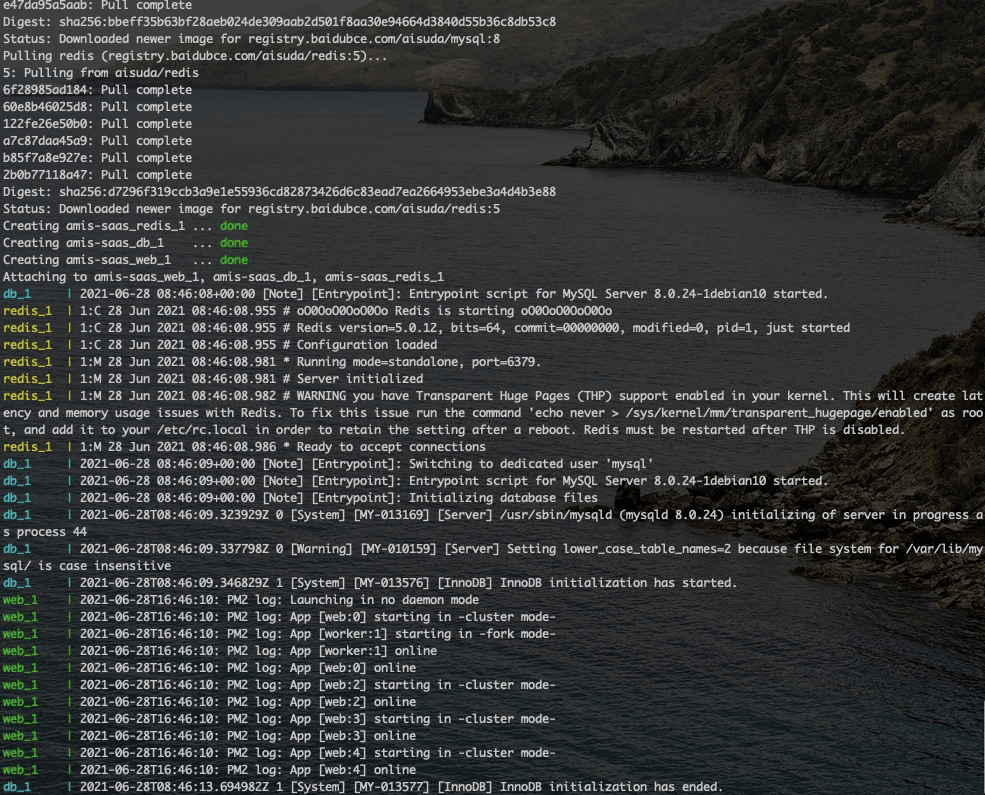 e47da95a5aab: Pull complete
Digest: sha256:bbeff35b63bf28aeb024de309aab2d501f8aa30e94664d3840d55b36c8db53c8
Status: Downloaded newer image for registry.baidubce.com/aisuda/mysql:8
Pulling redis (registry.baidubce.com/aisuda/redis:5)...
5: Pulling from aisuda/redis
6f28985ad184: Pull complete
60e8b46025d8: Pull complete
122fe26e50b0: Pull complete
a7c87daa45a9: Pull complete
b85f7a8e927e: Pull complete
2b0b77118a47: Pull complete
Digest: sha256:d7296f319ccb3a9e1e55936cd82873426d6c83ead7ea2664953ebe3a4d4b3e88
Status: Downloaded newer image for registry.baidubce.com/aisuda/redis:5
Creating amis-saas_redis_1 ... done
Creating amis-saas_db_1    ... done
Creating amis-saas_web_1   ... done
Attaching to amis-saas_web_1, amis-saas_db_1, amis-saas_redis_1
db_1     | 2021-06-28 08:46:08+00:00 [Note] [Entrypoint]: Entrypoint script for MySQL Server 8.0.24-1debian10 started.
redis_1  | 1:C 28 Jun 2021 08:46:08.955 # oO0OoO0OoO0Oo Redis is starting oO0OoO0OoO0Oo
redis_1  | 1:C 28 Jun 2021 08:46:08.955 # Redis version=5.0.12, bits=64, commit=00000000, modified=0, pid=1, just started
redis_1  | 1:C 28 Jun 2021 08:46:08.955 # Configuration loaded
redis_1  | 1:M 28 Jun 2021 08:46:08.981 * Running mode=standalone, port=6379.
redis_1  | 1:M 28 Jun 2021 08:46:08.981 # Server initialized
redis_1  | 1:M 28 Jun 2021 08:46:08.982 # WARNING you have Transparent Huge Pages (THP) support enabled in your kernel. This will create lat
ency and memory usage issues with Redis. To fix this issue run the command 'echo never > /sys/kernel/mm/transparent_hugepage/enabled' as roo
t, and add it to your /etc/rc.local in order to retain the setting after a reboot. Redis must be restarted after THP is disabled.
redis_1  | 1:M 28 Jun 2021 08:46:08.986 * Ready to accept connections
db_1     | 2021-06-28 08:46:09+00:00 [Note] [Entrypoint]: Switching to dedicated user 'mysql'
db_1     | 2021-06-28 08:46:09+00:00 [Note] [Entrypoint]: Entrypoint script for MySQL Server 8.0.24-1debian10 started.
db_1     | 2021-06-28 08:46:09+00:00 [Note] [Entrypoint]: Initializing database files
db_1     | 2021-06-28T08:46:09.323929Z 0 [System] [MY-013169] [Server] /usr/sbin/mysqld (mysqld 8.0.24) initializing of server in progress a
s process 44
db_1     | 2021-06-28T08:46:09.337798Z 0 [Warning] [MY-010159] [Server] Setting lower_case_table_names=2 because file system for /var/lib/my
sql/ is case insensitive
db_1     | 2021-06-28T08:46:09.346829Z 1 [System] [MY-013576] [InnoDB] InnoDB initialization has started.
web_1    | 2021-06-28T16:46:10: PM2 log: Launching in no daemon mode
web_1    | 2021-06-28T16:46:10: PM2 log: App [web:0] starting in -cluster mode-
web_1    | 2021-06-28T16:46:10: PM2 log: App [worker:1] starting in -fork mode-
web_1    | 2021-06-28T16:46:10: PM2 log: App [worker:1] online
web_1    | 2021-06-28T16:46:10: PM2 log: App [web:0] online
web_1    | 2021-06-28T16:46:10: PM2 log: App [web:2] starting in -cluster mode-
web_1    | 2021-06-28T16:46:10: PM2 log: App [web:2] online
web_1    | 2021-06-28T16:46:10: PM2 log: App [web:3] starting in -cluster mode-
web_1    | 2021-06-28T16:46:10: PM2 log: App [web:3] online
web_1    | 2021-06-28T16:46:10: PM2 log: App [web:4] starting in -cluster mode-
web_1    | 2021-06-28T16:46:10: PM2 log: App [web:4] online
db_1     | 2021-06-28T08:46:13.694982Z 1 [System] [MY-013577] [InnoDB] InnoDB initialization has ended.